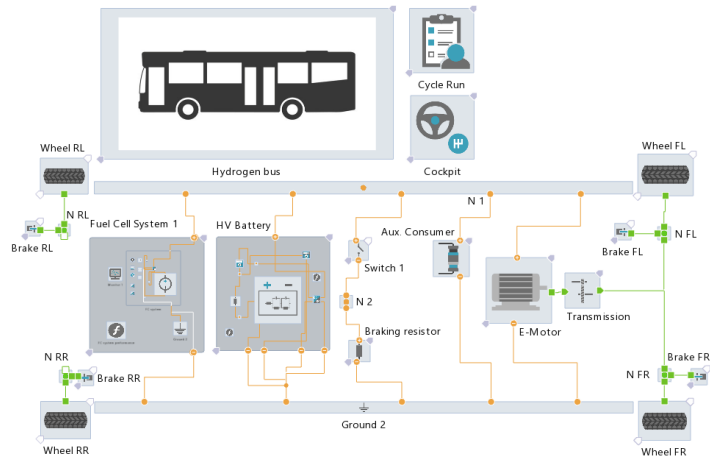 Cycle Run
Wheel RL
Hydrogen bus
Cockpit
Wheel FL
N RL
Fuel Cell System 1
HV Battery
N 1
Aux. Consumer
N FL
Brake RL
Brake FL
Switch 1
N 2
Transmission
E-Motor
Braking resistor
N RR
Brake RR
Brake FR
N FR
Ground 2
Wheel RR
Wheel FR